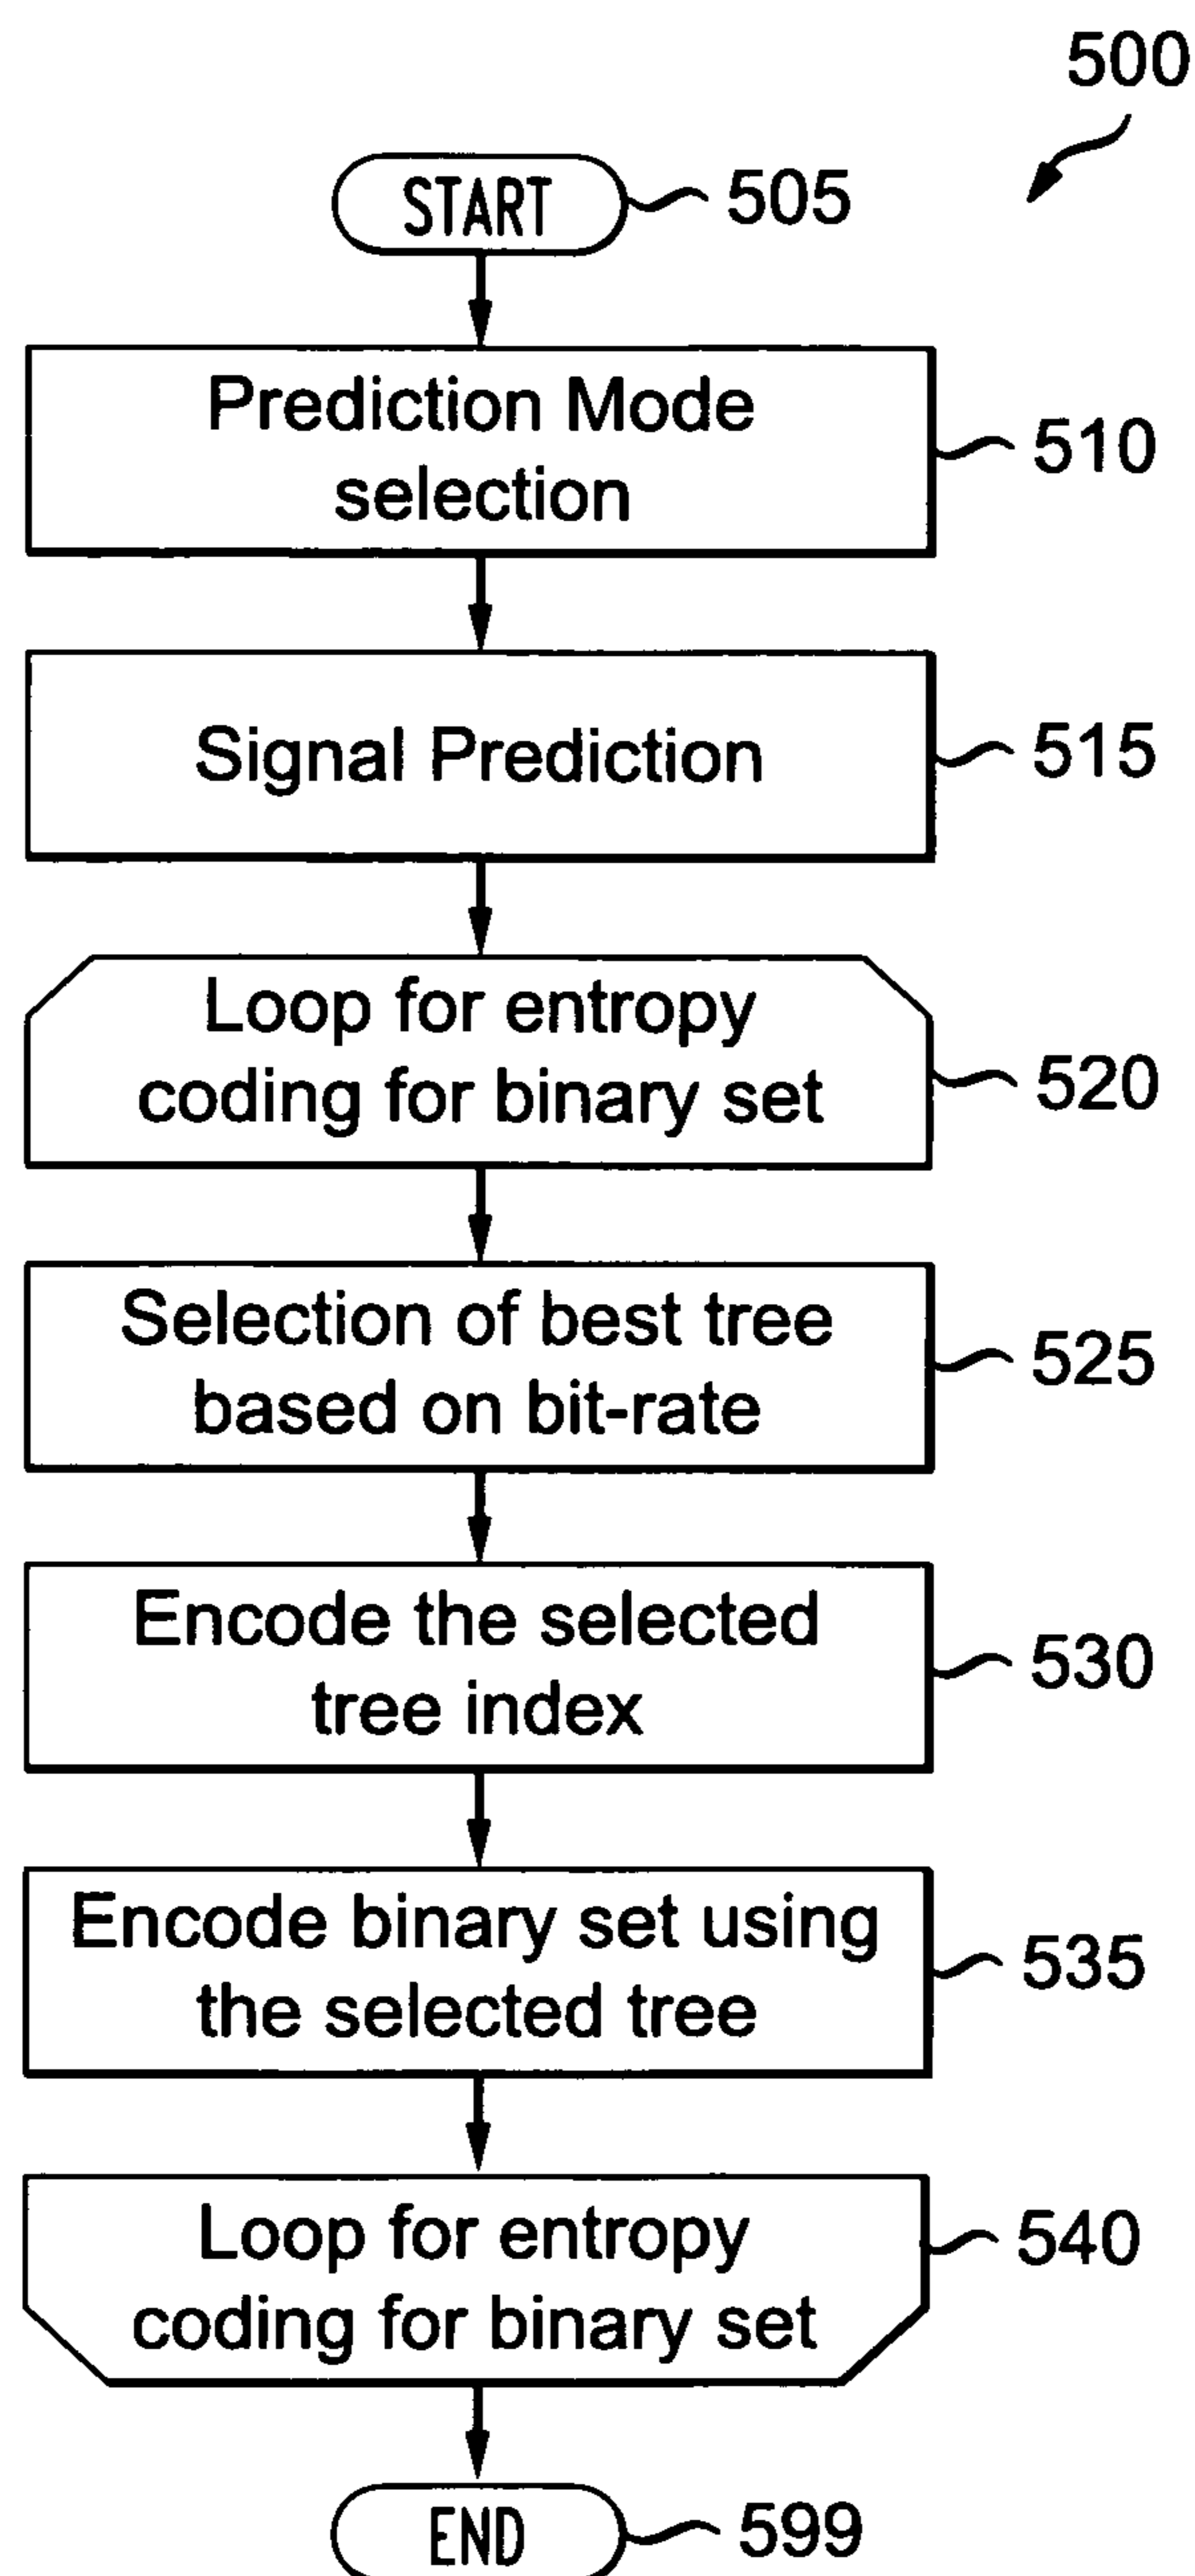 500
START
505
Prediction Mode
selection
510
Signal Prediction
515
Loop for entropy
coding for binary set
520
Selection of best tree
based on bit-rate
525
Encode the selected
tree index
530
Encode binary set using
the selected tree
535
Loop for entropy
coding for binary set
540
END
599